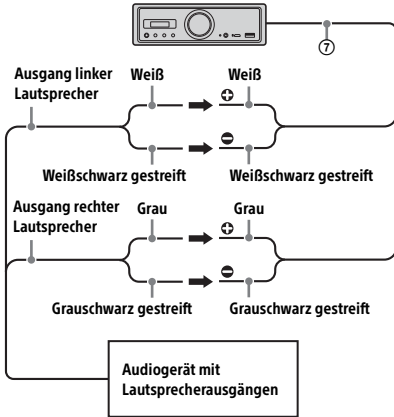 ⑦
Ausgang linker
Lautsprecher
Weiß
Weiß
Weißschwarz gestreift
Weißschwarz gestreift
Ausgang rechter
Lautsprecher
Grau
Grau
Grauschwarz gestreift
Grauschwarz gestreift
Audiogerät mit
Lautsprecherausgängen